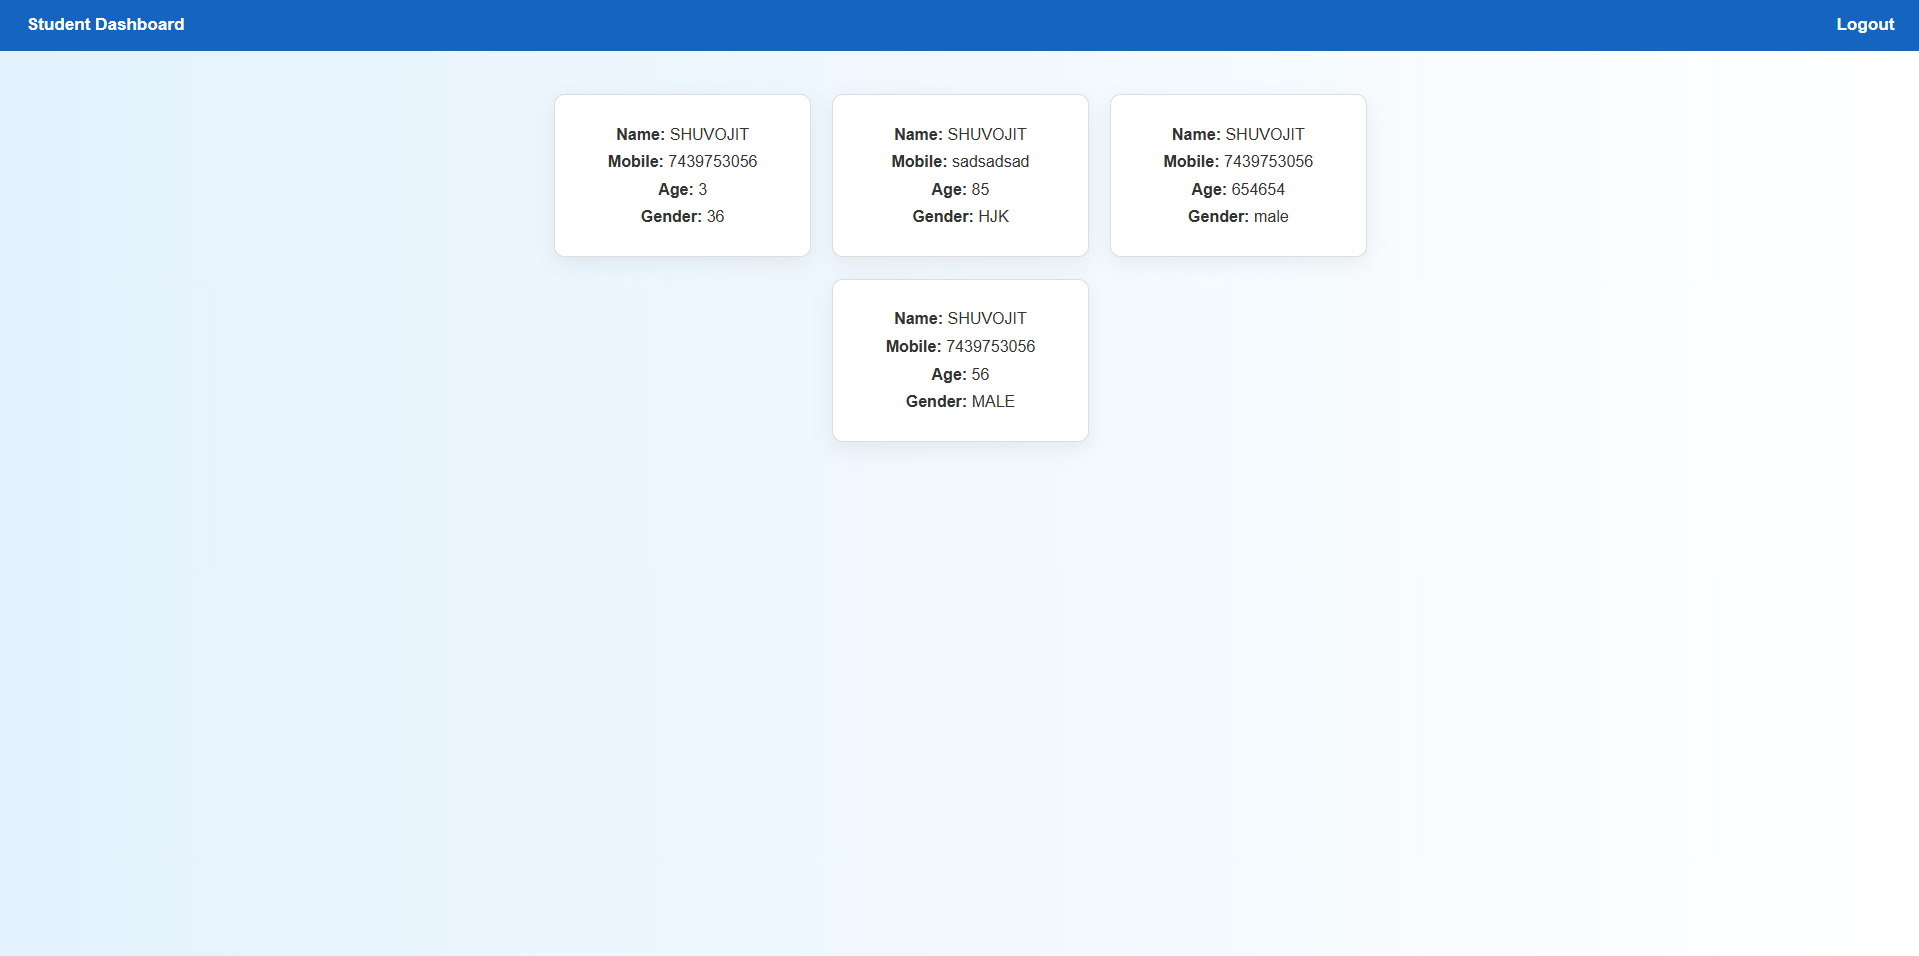 Student Dashboard
Logout
Name: SHUVOJIT
Mobile: 7439753056
Age: 3
Gender: 36
Name: SHUVOJIT
Mobile: sadsadsad
Age: 85
Gender: HJK
Name: SHUVOJIT
Mobile: 7439753056
Age: 654654
Gender: male
Name: SHUVOJIT
Mobile: 7439753056
Age: 56
Gender: MALE